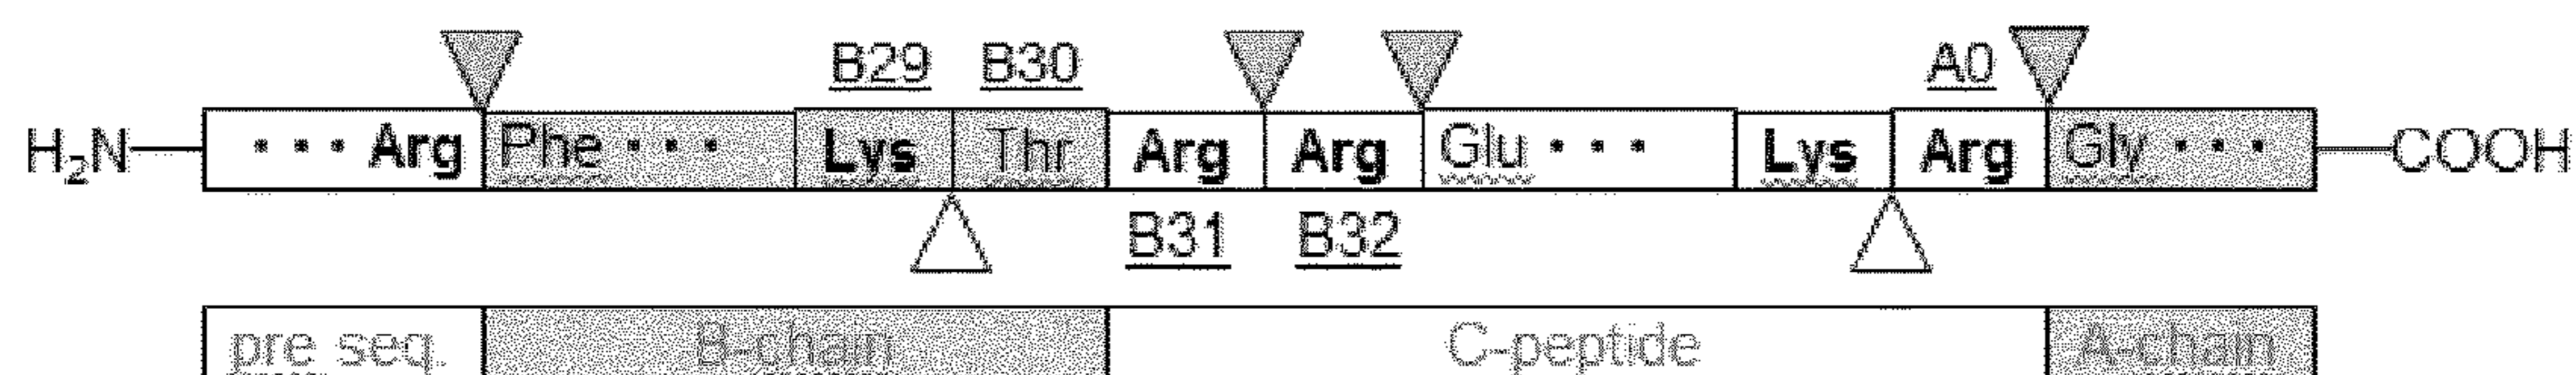 B29 B30 A0
H₂N ··· Arg Phe ··· Lys Thr Arg Arg Glu ··· Lys Arg Gly ··· COOH
B31 B32
pre seq. B-chain C-peptide A-chain